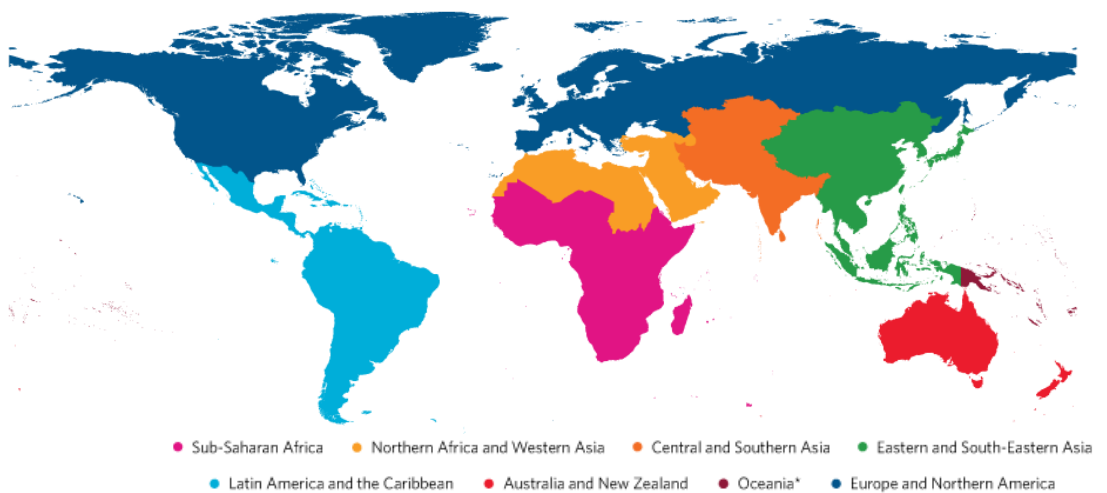 Sub-Saharan Africa Northern Africa and Western Asia Central and Southern Asia Eastern and South-Eastern Asia
Latin America and the Caribbean Australia and New Zealand Oceania* Europe and Northern America